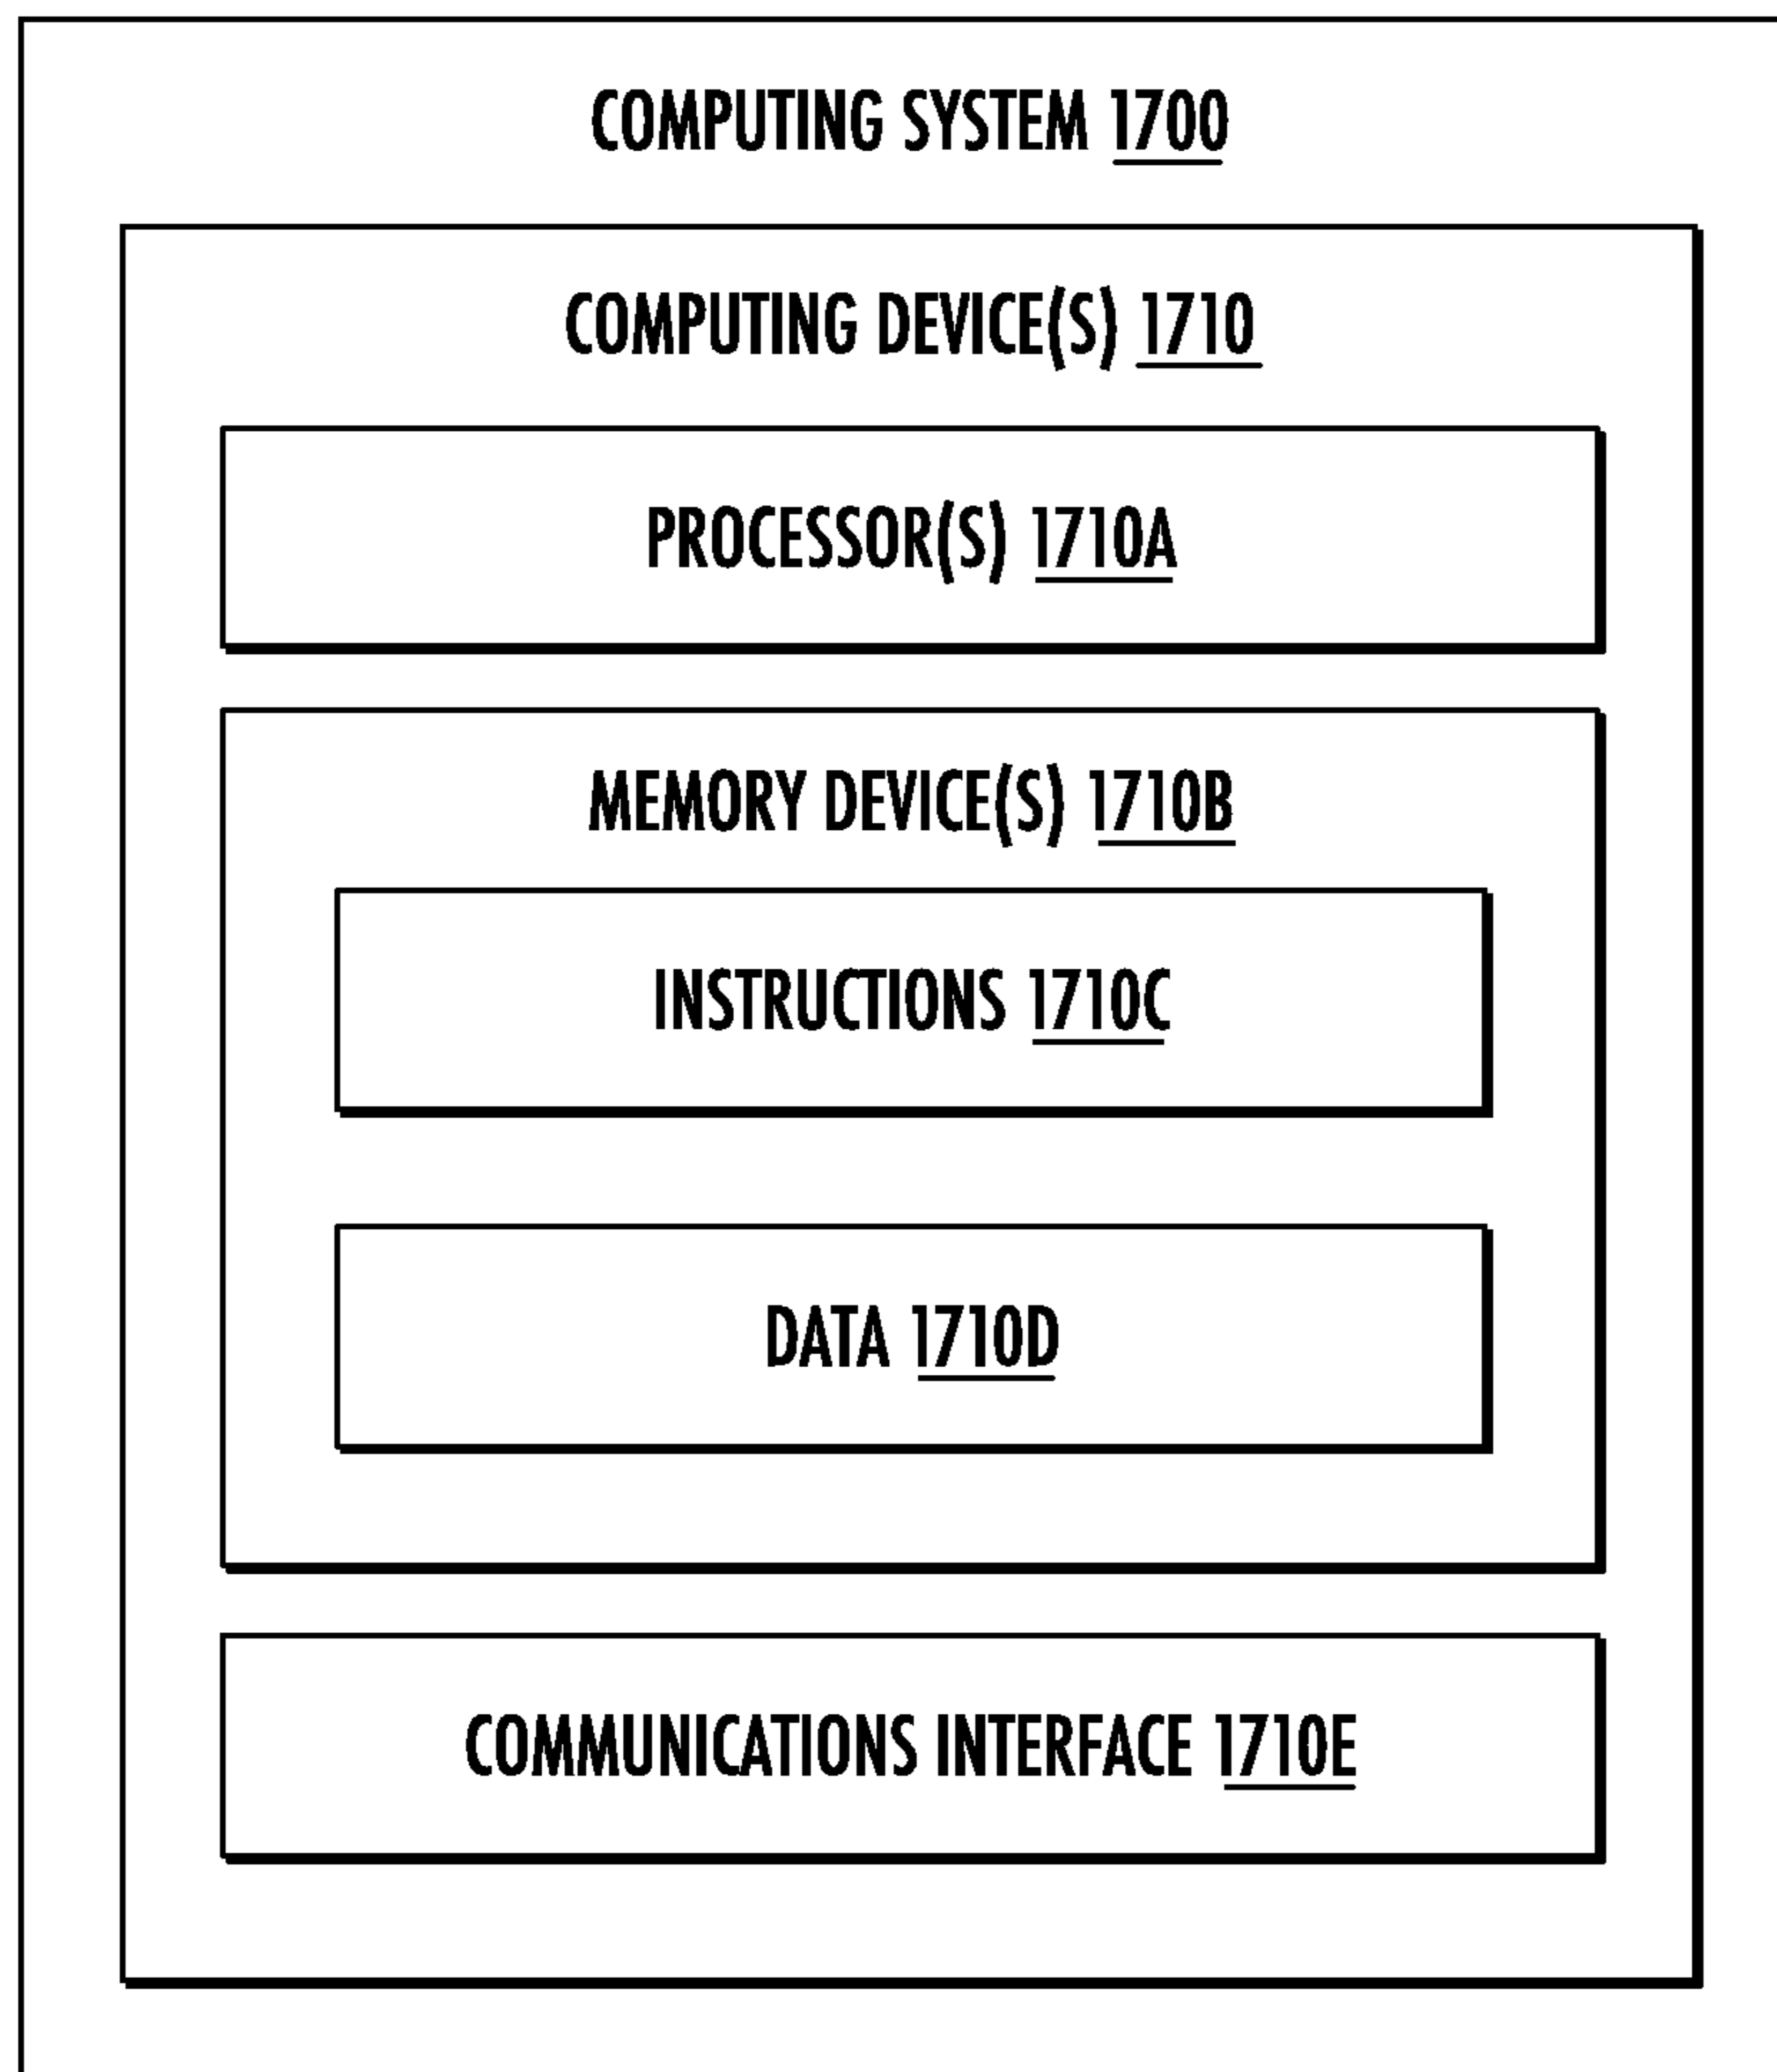 COMPUTING SYSTEM 1700
COMPUTING DEVICE(S) 1710
PROCESSOR(S) 1710A
MEMORY DEVICE(S) 1710B
INSTRUCTIONS 1710C
DATA 1710D
COMMUNICATIONS INTERFACE 1710E